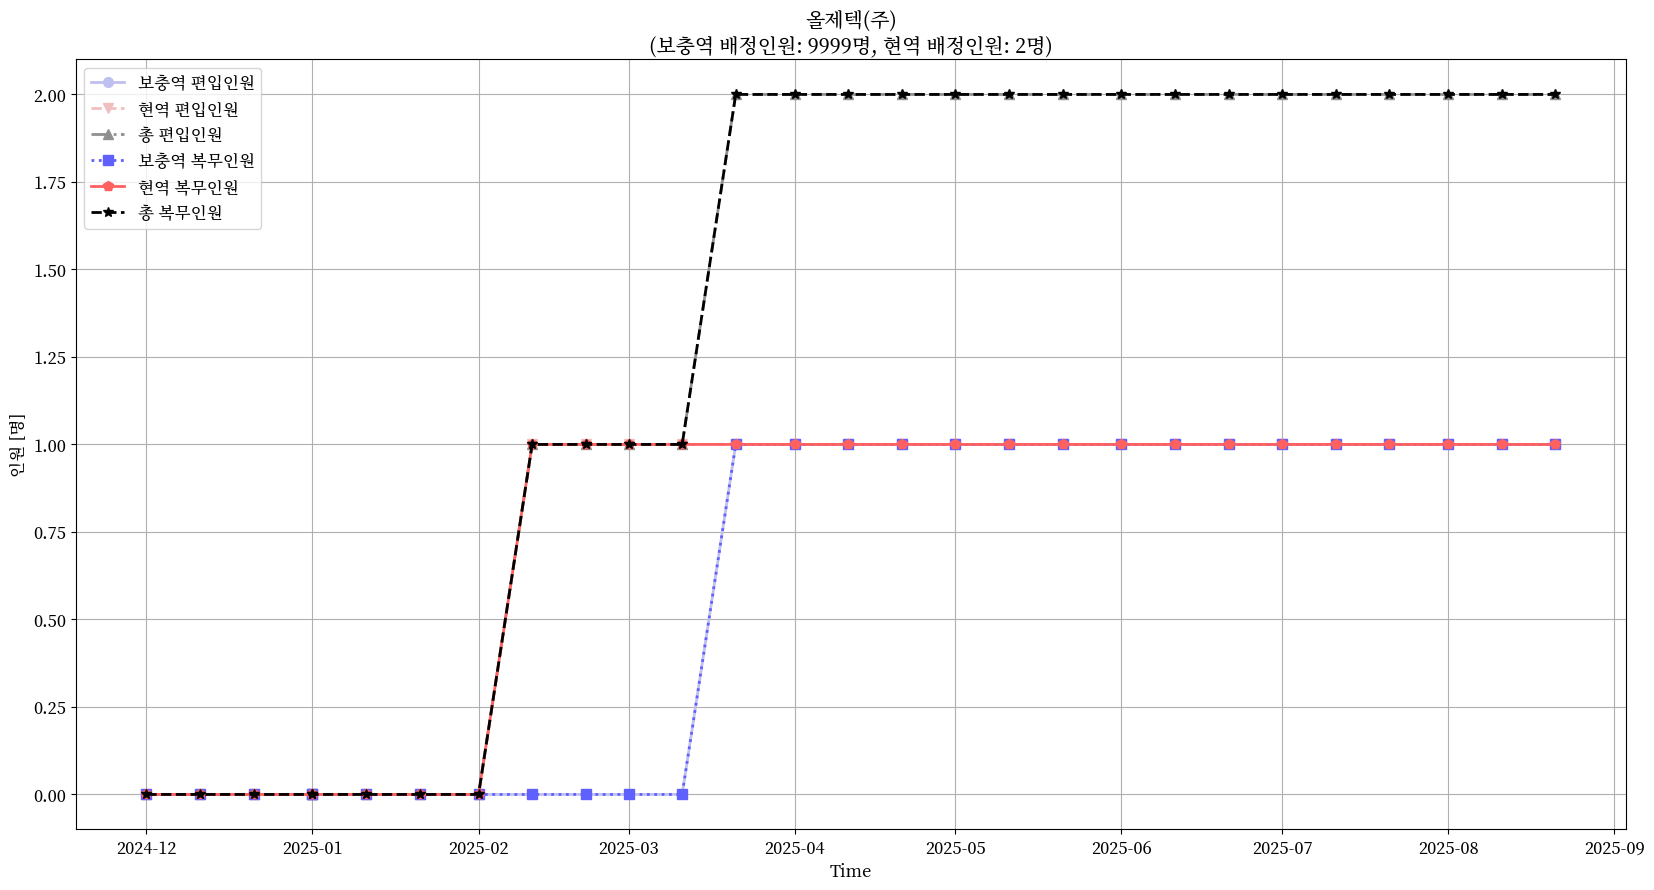 올제텍(주)
(보충역 배정인원: 9999명, 현역 배정인원: 2명)
보충역 편입인원
현역 편입인원
총 편입인원
보충역 복무인원
현역 복무인원
총 복무인원
2.00
1.75
1.50
1.25
1.00
0.75
0.50
0.25
0.00
인원 [명]
2024-12
2025-01
2025-02
2025-03
2025-04
2025-05
2025-06
2025-07
2025-08
2025-09
Time